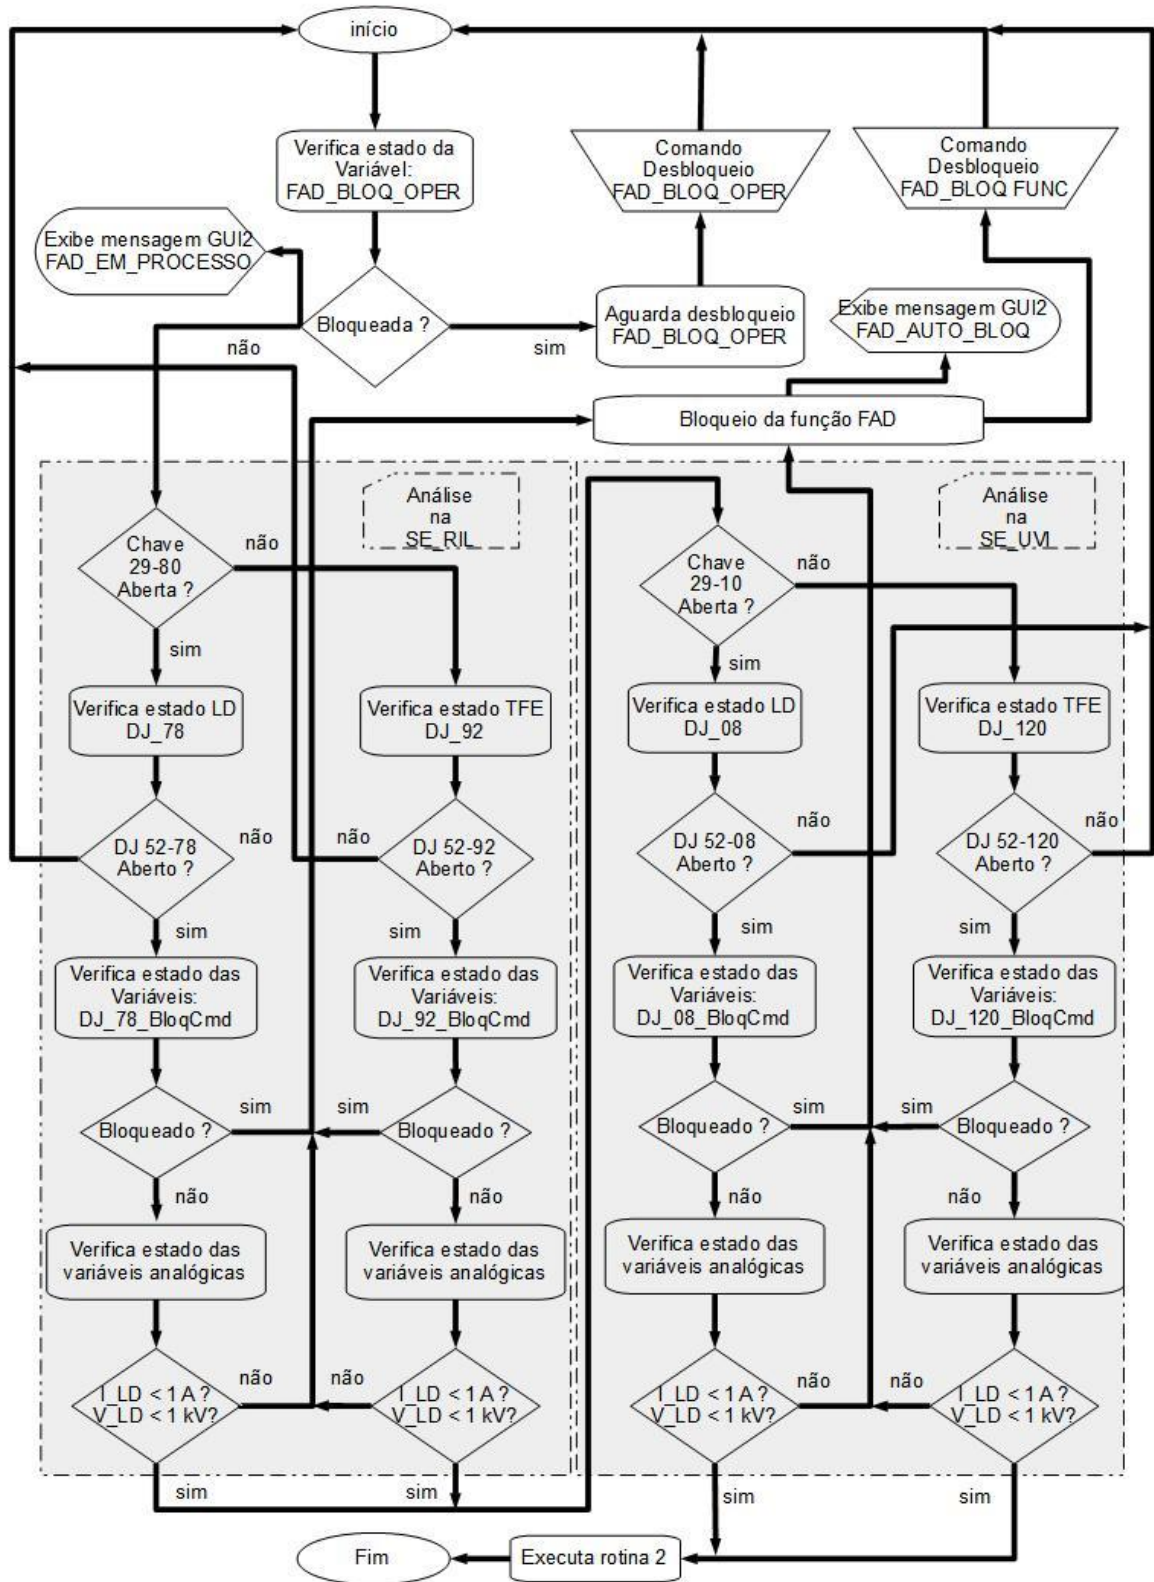 início
Verifica estado da
Variável:
FAD_BLOQ_OPER
Comando
Desbloqueio
FAD_BLOQ_OPER
Comando
Desbloqueio
FAD_BLOQ FUNC
Exibe mensagem GUI2
FAD_EM_PROCESSO
Bloqueada ?
não
sim
Aguarda desbloqueio
FAD_BLOQ_OPER
Exibe mensagem GUI2
FAD_AUTO_BLOQ
Bloqueio da função FAD
Análise
na
SE_RIL
Análise
na
SE_UVI
Chave
29-80
Aberta ?
não
sim
Chave
29-10
Aberta ?
não
sim
Verifica estado LD
DJ_78
Verifica estado TFE
DJ_92
Verifica estado LD
DJ_08
Verifica estado TFE
DJ_120
DJ 52-78
Aberto ?
não
sim
DJ 52-92
Aberto ?
não
sim
DJ 52-08
Aberto ?
não
sim
DJ 52-120
Aberto ?
não
sim
Verifica estado das
Variáveis:
DJ_78_BloqCmd
Verifica estado das
Variáveis:
DJ_92_BloqCmd
Verifica estado das
Variáveis:
DJ_08_BloqCmd
Verifica estado das
Variáveis:
DJ_120_BloqCmd
Bloqueado ?
sim
não
Bloqueado ?
sim
não
Bloqueado ?
sim
não
Bloqueado ?
sim
não
Verifica estado das
variáveis analógicas
Verifica estado das
variáveis analógicas
Verifica estado das
variáveis analógicas
Verifica estado das
variáveis analógicas
I_LD < 1 A ?
V_LD < 1 kV?
não
sim
I_LD < 1 A ?
V_LD < 1 kV?
não
sim
I_LD < 1 A ?
V_LD < 1 kV?
não
sim
I_LD < 1 A ?
V_LD < 1 kV?
não
sim
Fim
Executa rotina 2